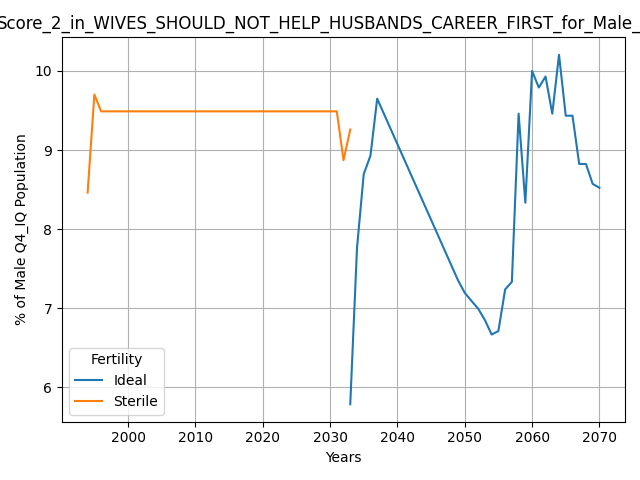 Score_2_in_WIVES_SHOULD_NOT_HELP_HUSBANDS_CAREER_FIRST_for_Male_
% of Male Q4_IQ Population
10
9
8
7
6
Fertility
Ideal
Sterile
2000 2010 2020 2030 2040 2050 2060 2070
Years